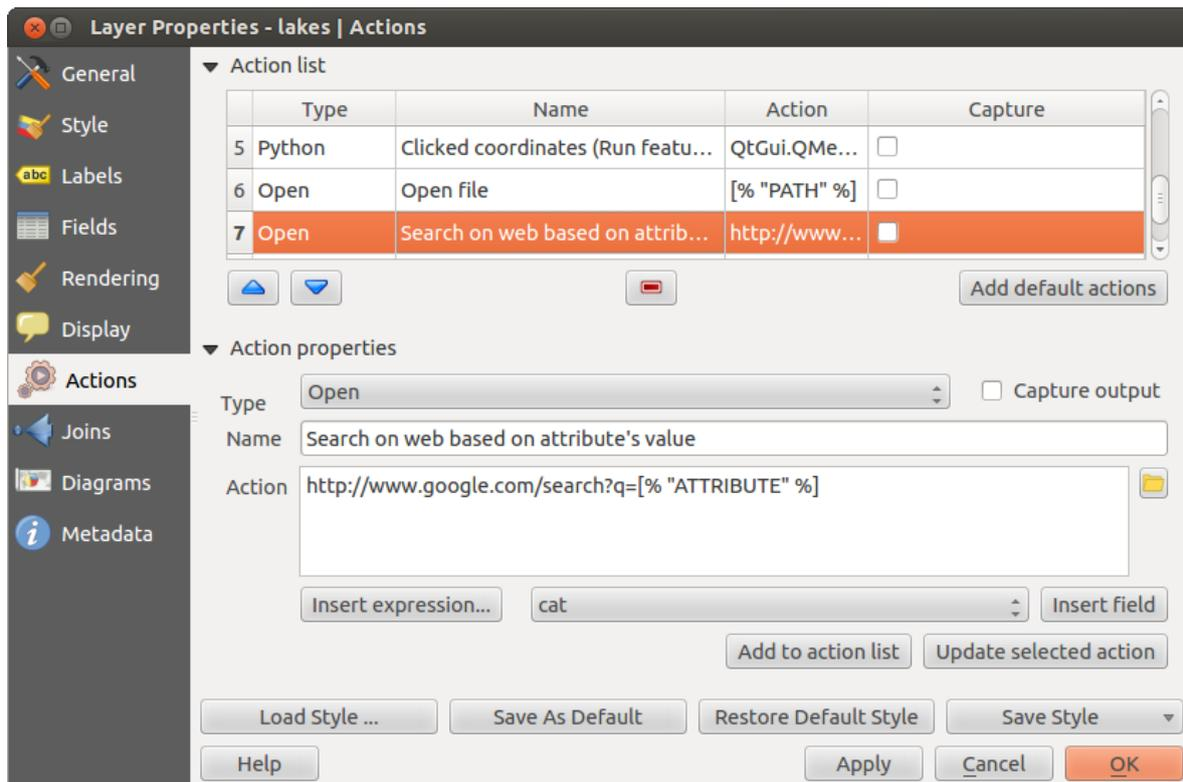 Layer Properties - lakes | Actions
General
Style
abc Labels
Fields
Rendering
Display
Actions
Joins
Diagrams
Metadata
Action list
Type Name Action Capture
5 Python Clicked coordinates (Run featu... QtGui.QMe...
6 Open Open file [% "PATH" %]
7 Open Search on web based on attrib... http://www...
Add default actions
Action properties
Type Open Capture output
Name Search on web based on attribute's value
Action http://www.google.com/search?q=[% "ATTRIBUTE" %]
Insert expression... cat Insert field
Add to action list Update selected action
Load Style ... Save As Default Restore Default Style Save Style
Help Apply Cancel OK